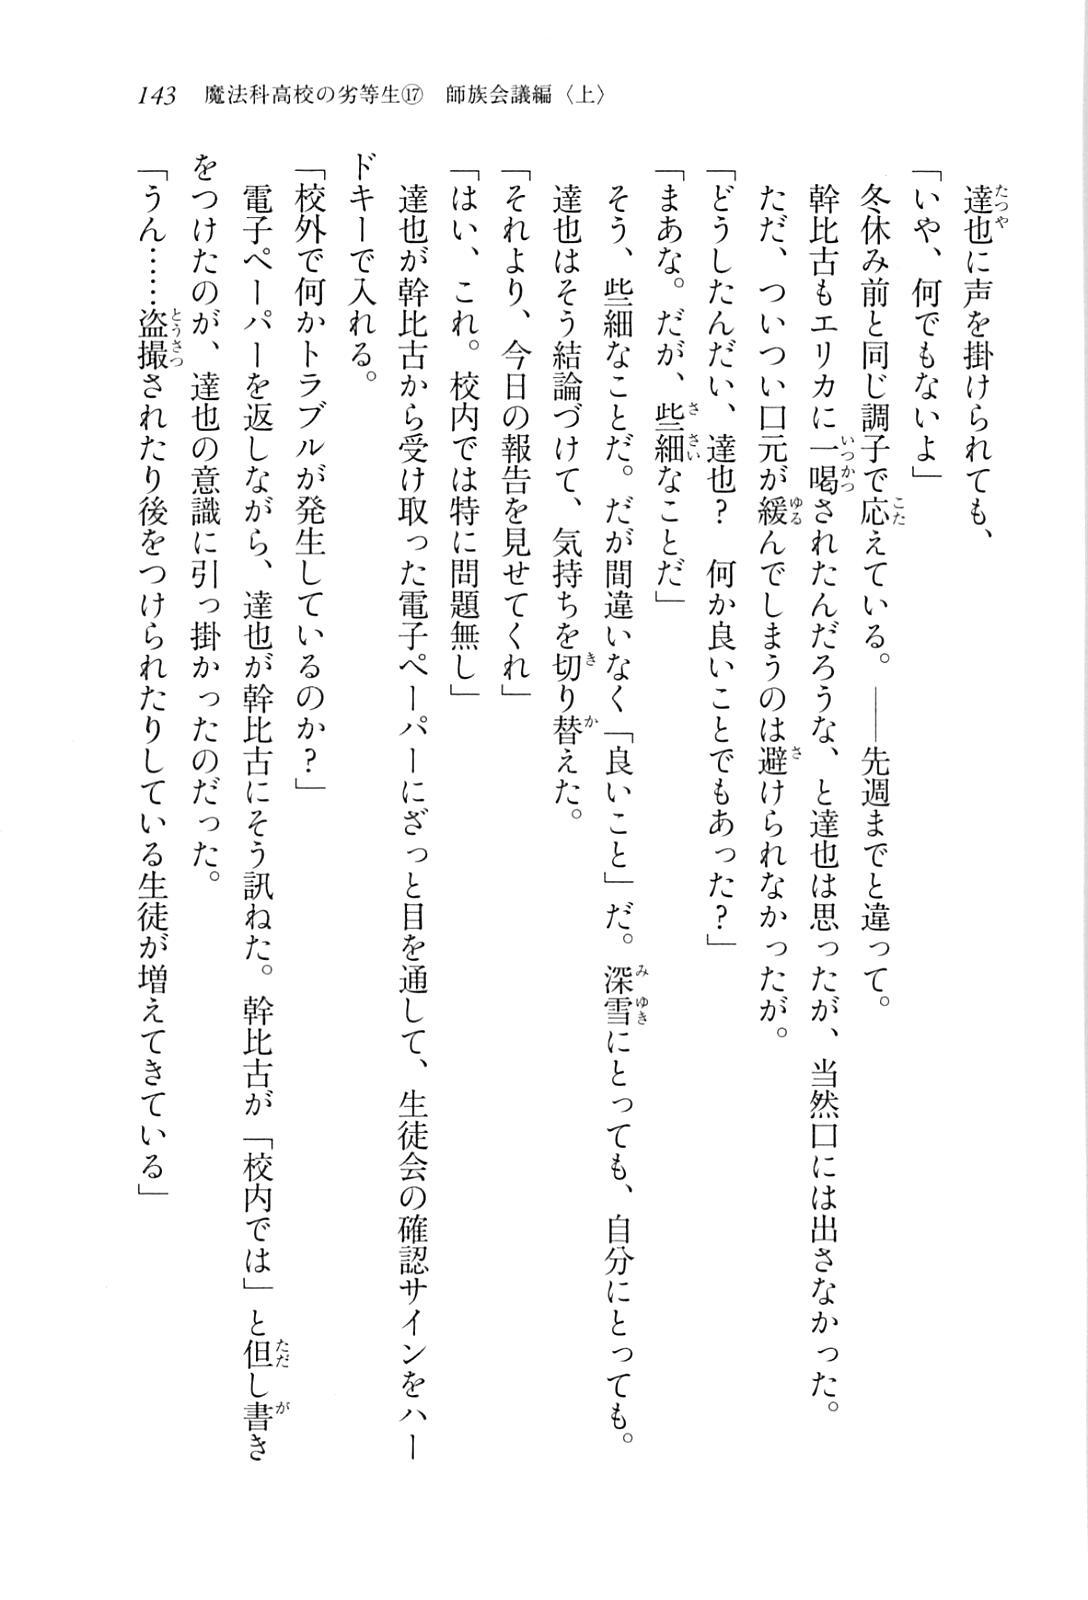 143　魔法科高校の劣等生⑰　師族会議編〈上〉
達也に声を掛けられても、
「いや、何でもないよ」
冬休み前と同じ調子で応えている。――先週までと違って。
幹比古もエリカに一喝されたんだろうな、と達也は思ったが、当然口には出さなかった。
ただ、ついつい口元が緩んでしまうのは避けられなかったが。
「どうしたんだい、達也？　何か良いことでもあった？」
「まあな。だが、些細なことだ」
そう、些細なことだ。だが間違いなく「良いこと」だ。深雪にとっても、自分にとっても。
達也はそう結論づけて、気持ちを切り替えた。
「それより、今日の報告を見せてくれ」
「はい、これ。校内では特に問題無し」
達也が幹比古から受け取った電子ペーパーにざっと目を通して、生徒会の確認サインをハー
ドキーで入れる。
「校外で何かトラブルが発生しているのか？」
電子ペーパーを返しながら、達也が幹比古にそう訊ねた。幹比古が「校内では」と但し書き
をつけたのが、達也の意識に引っ掛かったのだった。
「うん……盗撮されたり後をつけられたりしている生徒が増えてきている」